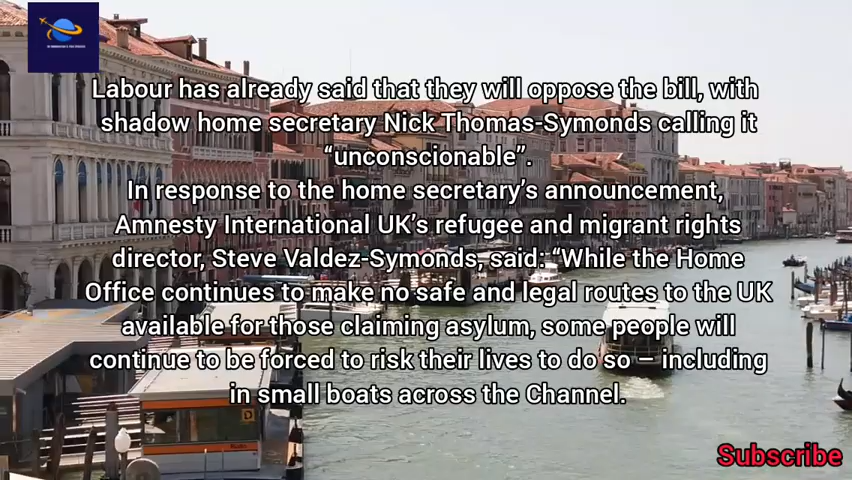 Labour has already said that they will oppose the bill, with
shadow home secretary Nick Thomas-Symonds calling it
“unconscionable”.
In response to the home secretary’s announcement,
Amnesty International UK’s refugee and migrant rights
director, Steve Valdez-Symonds, said: “While the Home
Office continues to make no safe and legal routes to the UK
available for those claiming asylum, some people will
continue to be forced to risk their lives to do so – including
in small boats across the Channel.
Subscribe